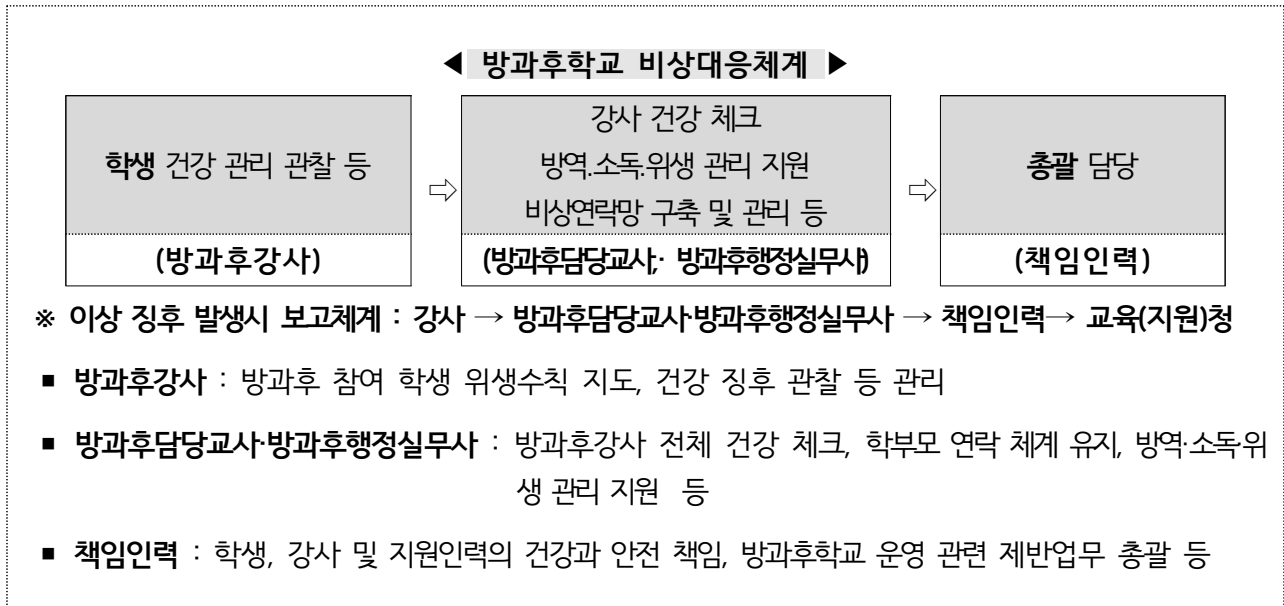 ◀ 방과후학교 비상대응체계 ▶
학생 건강 관리 관찰 등
(방과후강사)
⇨
강사 건강 체크
방역.소독.위생 관리 지원
비상연락망 구축 및 관리 등
(방과후담당교사,· 방과후행정실무사)
⇨
총괄 담당
(책임인력)
※ 이상 징후 발생시 보고체계 : 강사 → 방과후담당교사·뱡과후행정실무사 → 책임인력→ 교육(지원)청
▪ 방과후강사 : 방과후 참여 학생 위생수칙 지도, 건강 징후 관찰 등 관리
▪ 방과후담당교사·방과후행정실무사 : 방과후강사 전체 건강 체크, 학부모 연락 체계 유지, 방역·소독·위
생 관리 지원 등
▪ 책임인력 : 학생, 강사 및 지원인력의 건강과 안전 책임, 방과후학교 운영 관련 제반업무 총괄 등